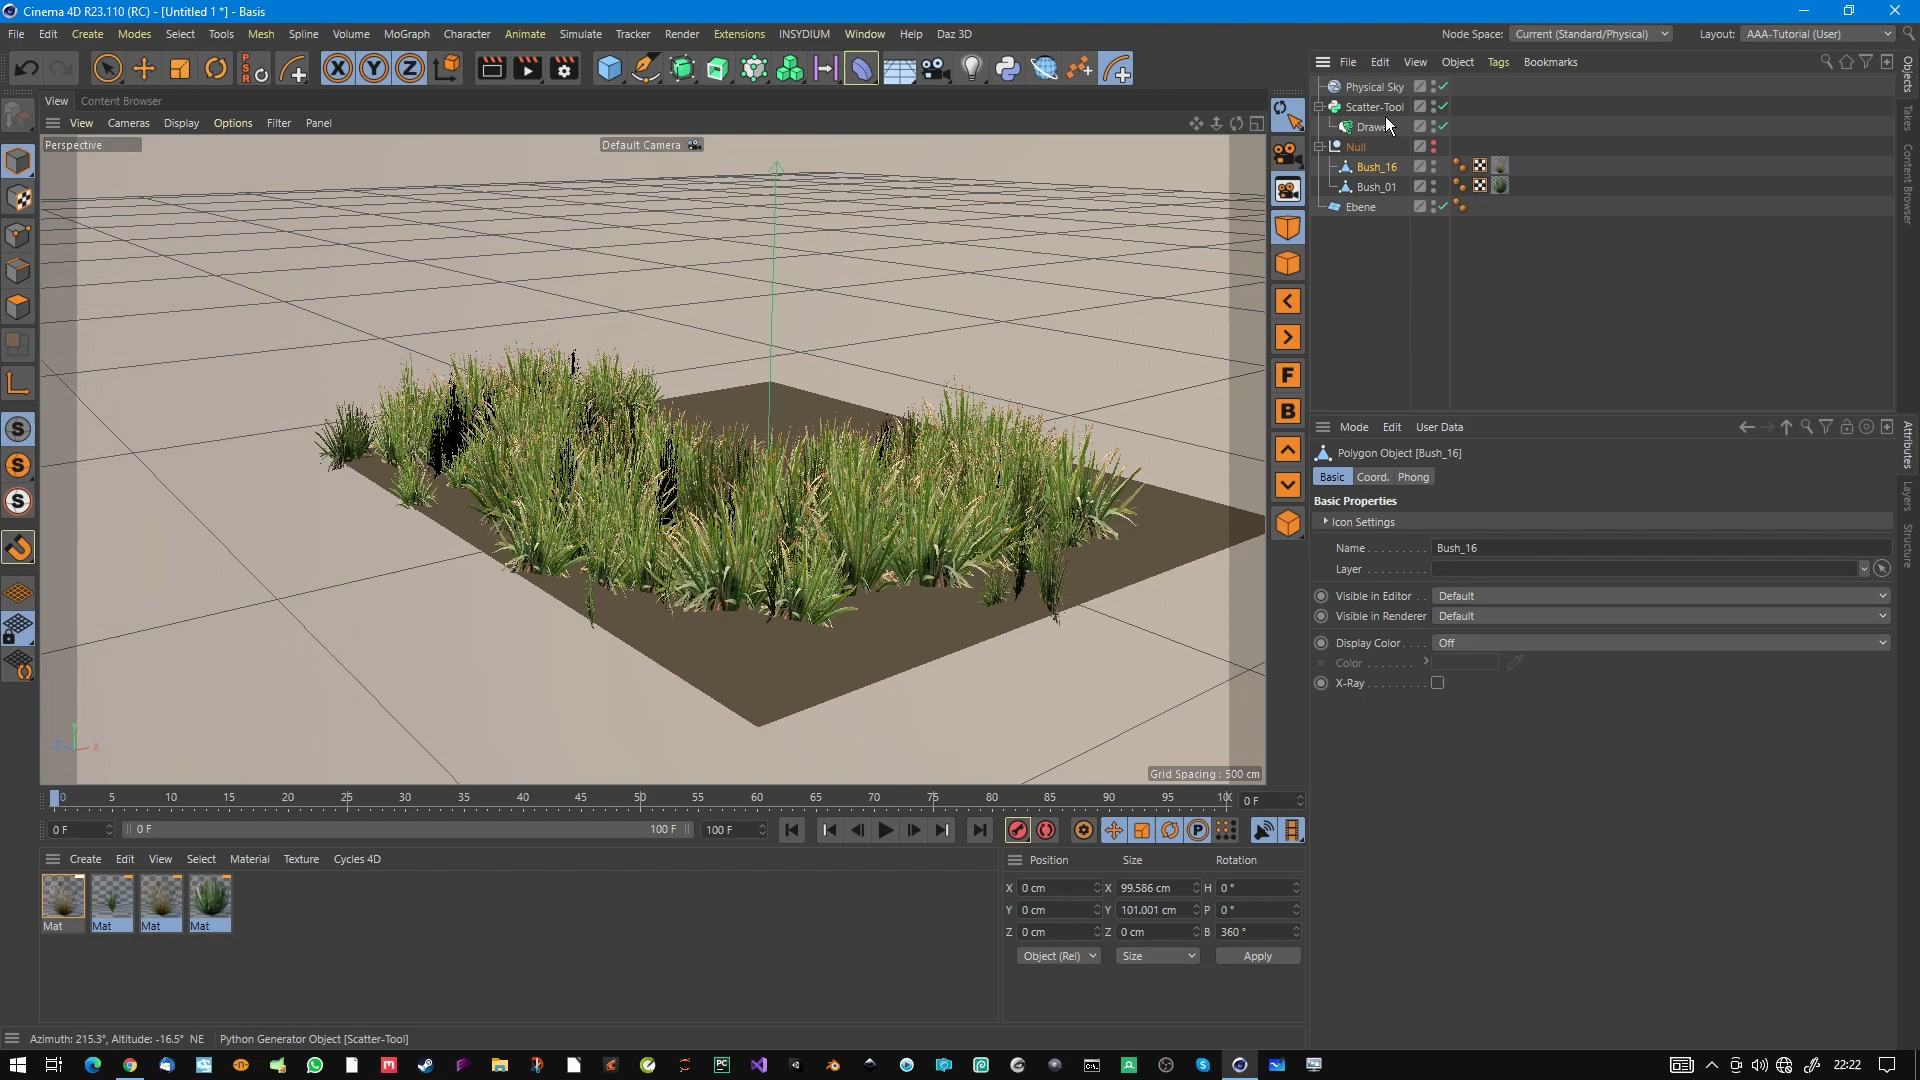 Cinema 4D R23.110 (RC) - [Untitled 1 *] - Basis
File Edit Create Modes Select Tools Mesh Spline Volume MoGraph Character Animate Simulate Tracker Render Extensions Window INSYDIUM Help Daz 3D
Node Space: Current (Standard/Physical) Layout: AAA-Tutorial (User)
X Y Z PSR
File Edit View Object Tags Bookmarks
View Content Browser
View Cameras Display Options Filter Panel
Perspective
Default Camera
Physical Sky
Scatter-Tool
Drawe
Null
Bush_16
Bush_01
Ebene
Objects
Takes
Content Browser
F
B
S
S
S
Mode Edit User Data
Polygon Object [Bush_16]
Basic Coord. Phong
Basic Properties
Icon Settings
Name . . . . . . . . Bush_16
Layer . . . . . . . .
Visible in Editor . . Default
Visible in Renderer Default
Display Color . . . . Off
Color . . . . . . .
X-Ray . . . . . . . . .
Attributes
Layers
Structure
Y
Z X
Grid Spacing : 500 cm
0 5 10 15 20 25 30 35 40 45 50 55 60 65 70 75 80 85 90 95 0 F
0 F 0 F 100 F 100 F P
Create Edit View Select Material Texture Cycles 4D
Mat Mat Mat Mat
Position Size Rotation
X 0 cm X 99.586 cm H 0 °
Y 0 cm Y 101.001 cm P 0 °
Z 0 cm Z 0 cm B 360 °
Object (Rel) Size Apply
Azimuth: 215.3°, Altitude: -16.5° NE Python Generator Object [Scatter-Tool]
22:22